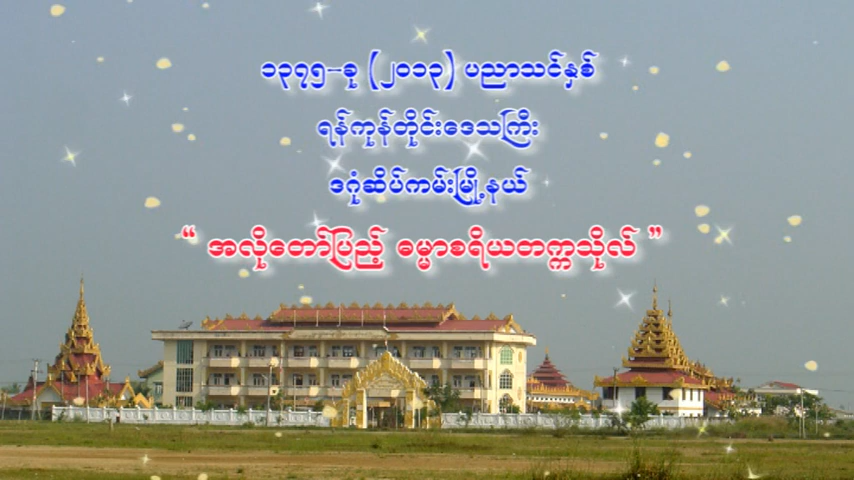 ၁၃၇၅-ခု (၂၀၁၃) ပညာသင်နှစ်
ရန်ကုန်တိုင်းဒေသကြီး
ဒဂုံဆိပ်ကမ်းမြို့နယ်
“ အလိုတော်ပြည့် ဓမ္မာစရိယတက္ကသိုလ် ”